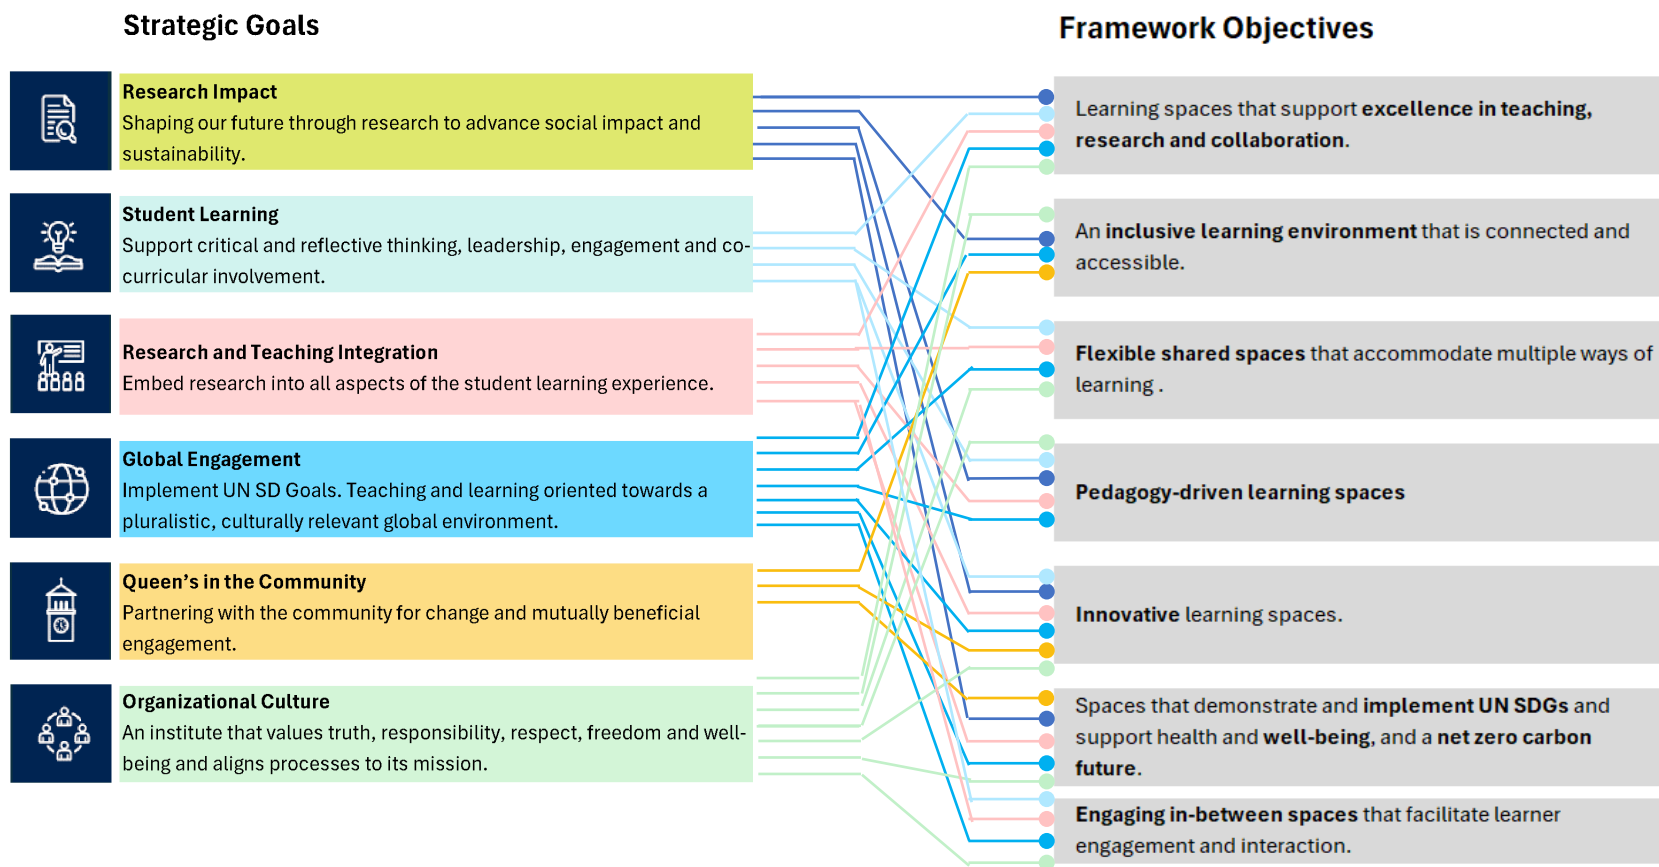 Strategic Goals
Framework Objectives
Research Impact
Shaping our future through research to advance social impact and
sustainability.
Student Learning
Support critical and reflective thinking, leadership, engagement and co-
curricular involvement.
Research and Teaching Integration
Embed research into all aspects of the student learning experience.
Global Engagement
Implement UN SD Goals. Teaching and learning oriented towards a
pluralistic, culturally relevant global environment.
Queen’s in the Community
Partnering with the community for change and mutually beneficial
engagement.
Organizational Culture
An institute that values truth, responsibility, respect, freedom and well-
being and aligns processes to its mission.
Learning spaces that support excellence in teaching,
research and collaboration.
An inclusive learning environment that is connected and
accessible.
Flexible shared spaces that accommodate multiple ways of
learning .
Pedagogy-driven learning spaces
Innovative learning spaces.
Spaces that demonstrate and implement UN SDGs and
support health and well-being, and a net zero carbon
future.
Engaging in-between spaces that facilitate learner
engagement and interaction.